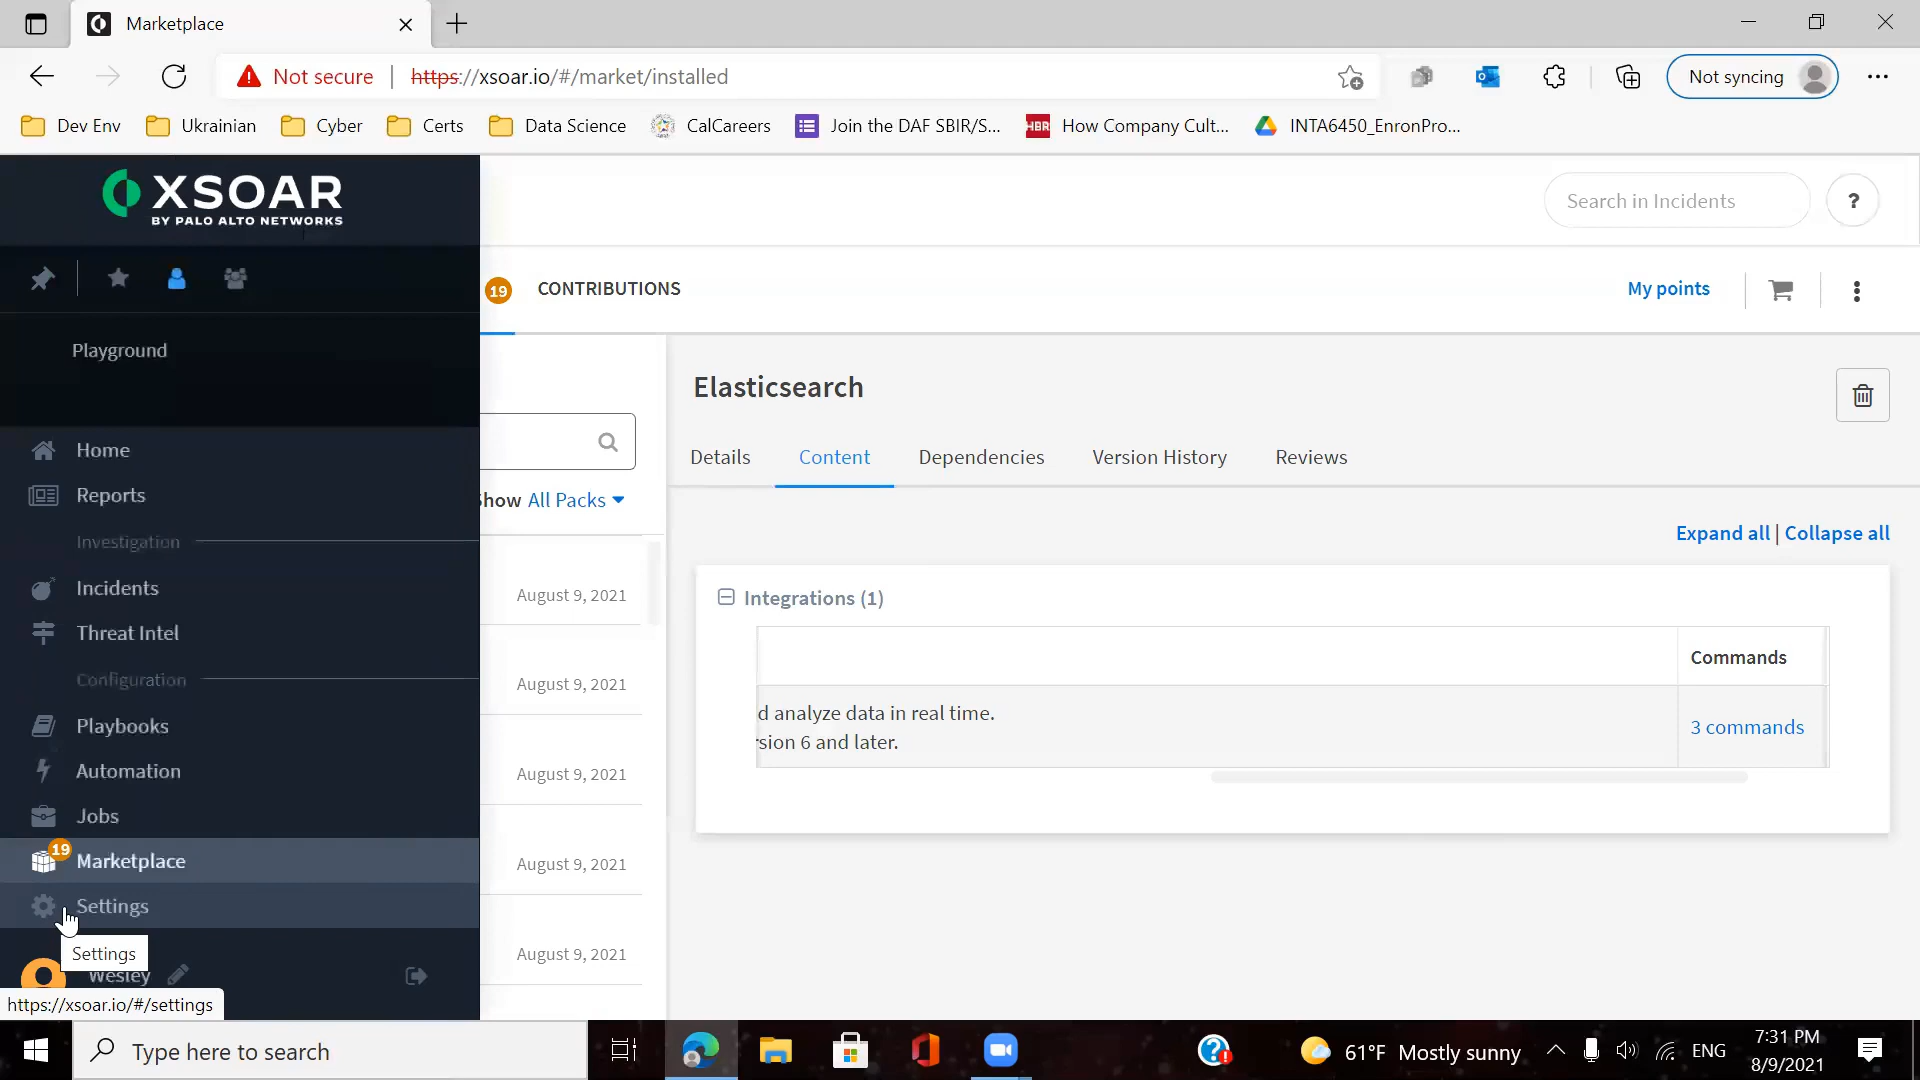 Marketplace
Not secure
https://xsoar.io/#/market/installed
Not syncing
Dev Env
Ukrainian
Cyber
Certs
Data Science
CalCareers
Join the DAF SBIR/S...
HBR
How Company Cult...
INTA6450_EnronPro...
XSOAR
BY PALO ALTO NETWORKS
Search in Incidents
?
19
CONTRIBUTIONS
My points
Playground
Elasticsearch
Home
Details
Content
Dependencies
Version History
Reviews
Reports
Show All Packs
Expand all | Collapse all
Investigation
Incidents
August 9, 2021
Integrations (1)
Threat Intel
Commands
Configuration
August 9, 2021
d analyze data in real time.
rsion 6 and later.
3 commands
Playbooks
Automation
August 9, 2021
Jobs
19
Marketplace
August 9, 2021
Settings
Settings
August 9, 2021
Wesley
https://xsoar.io/#/settings
Type here to search
61°F Mostly sunny
ENG
7:31 PM
8/9/2021